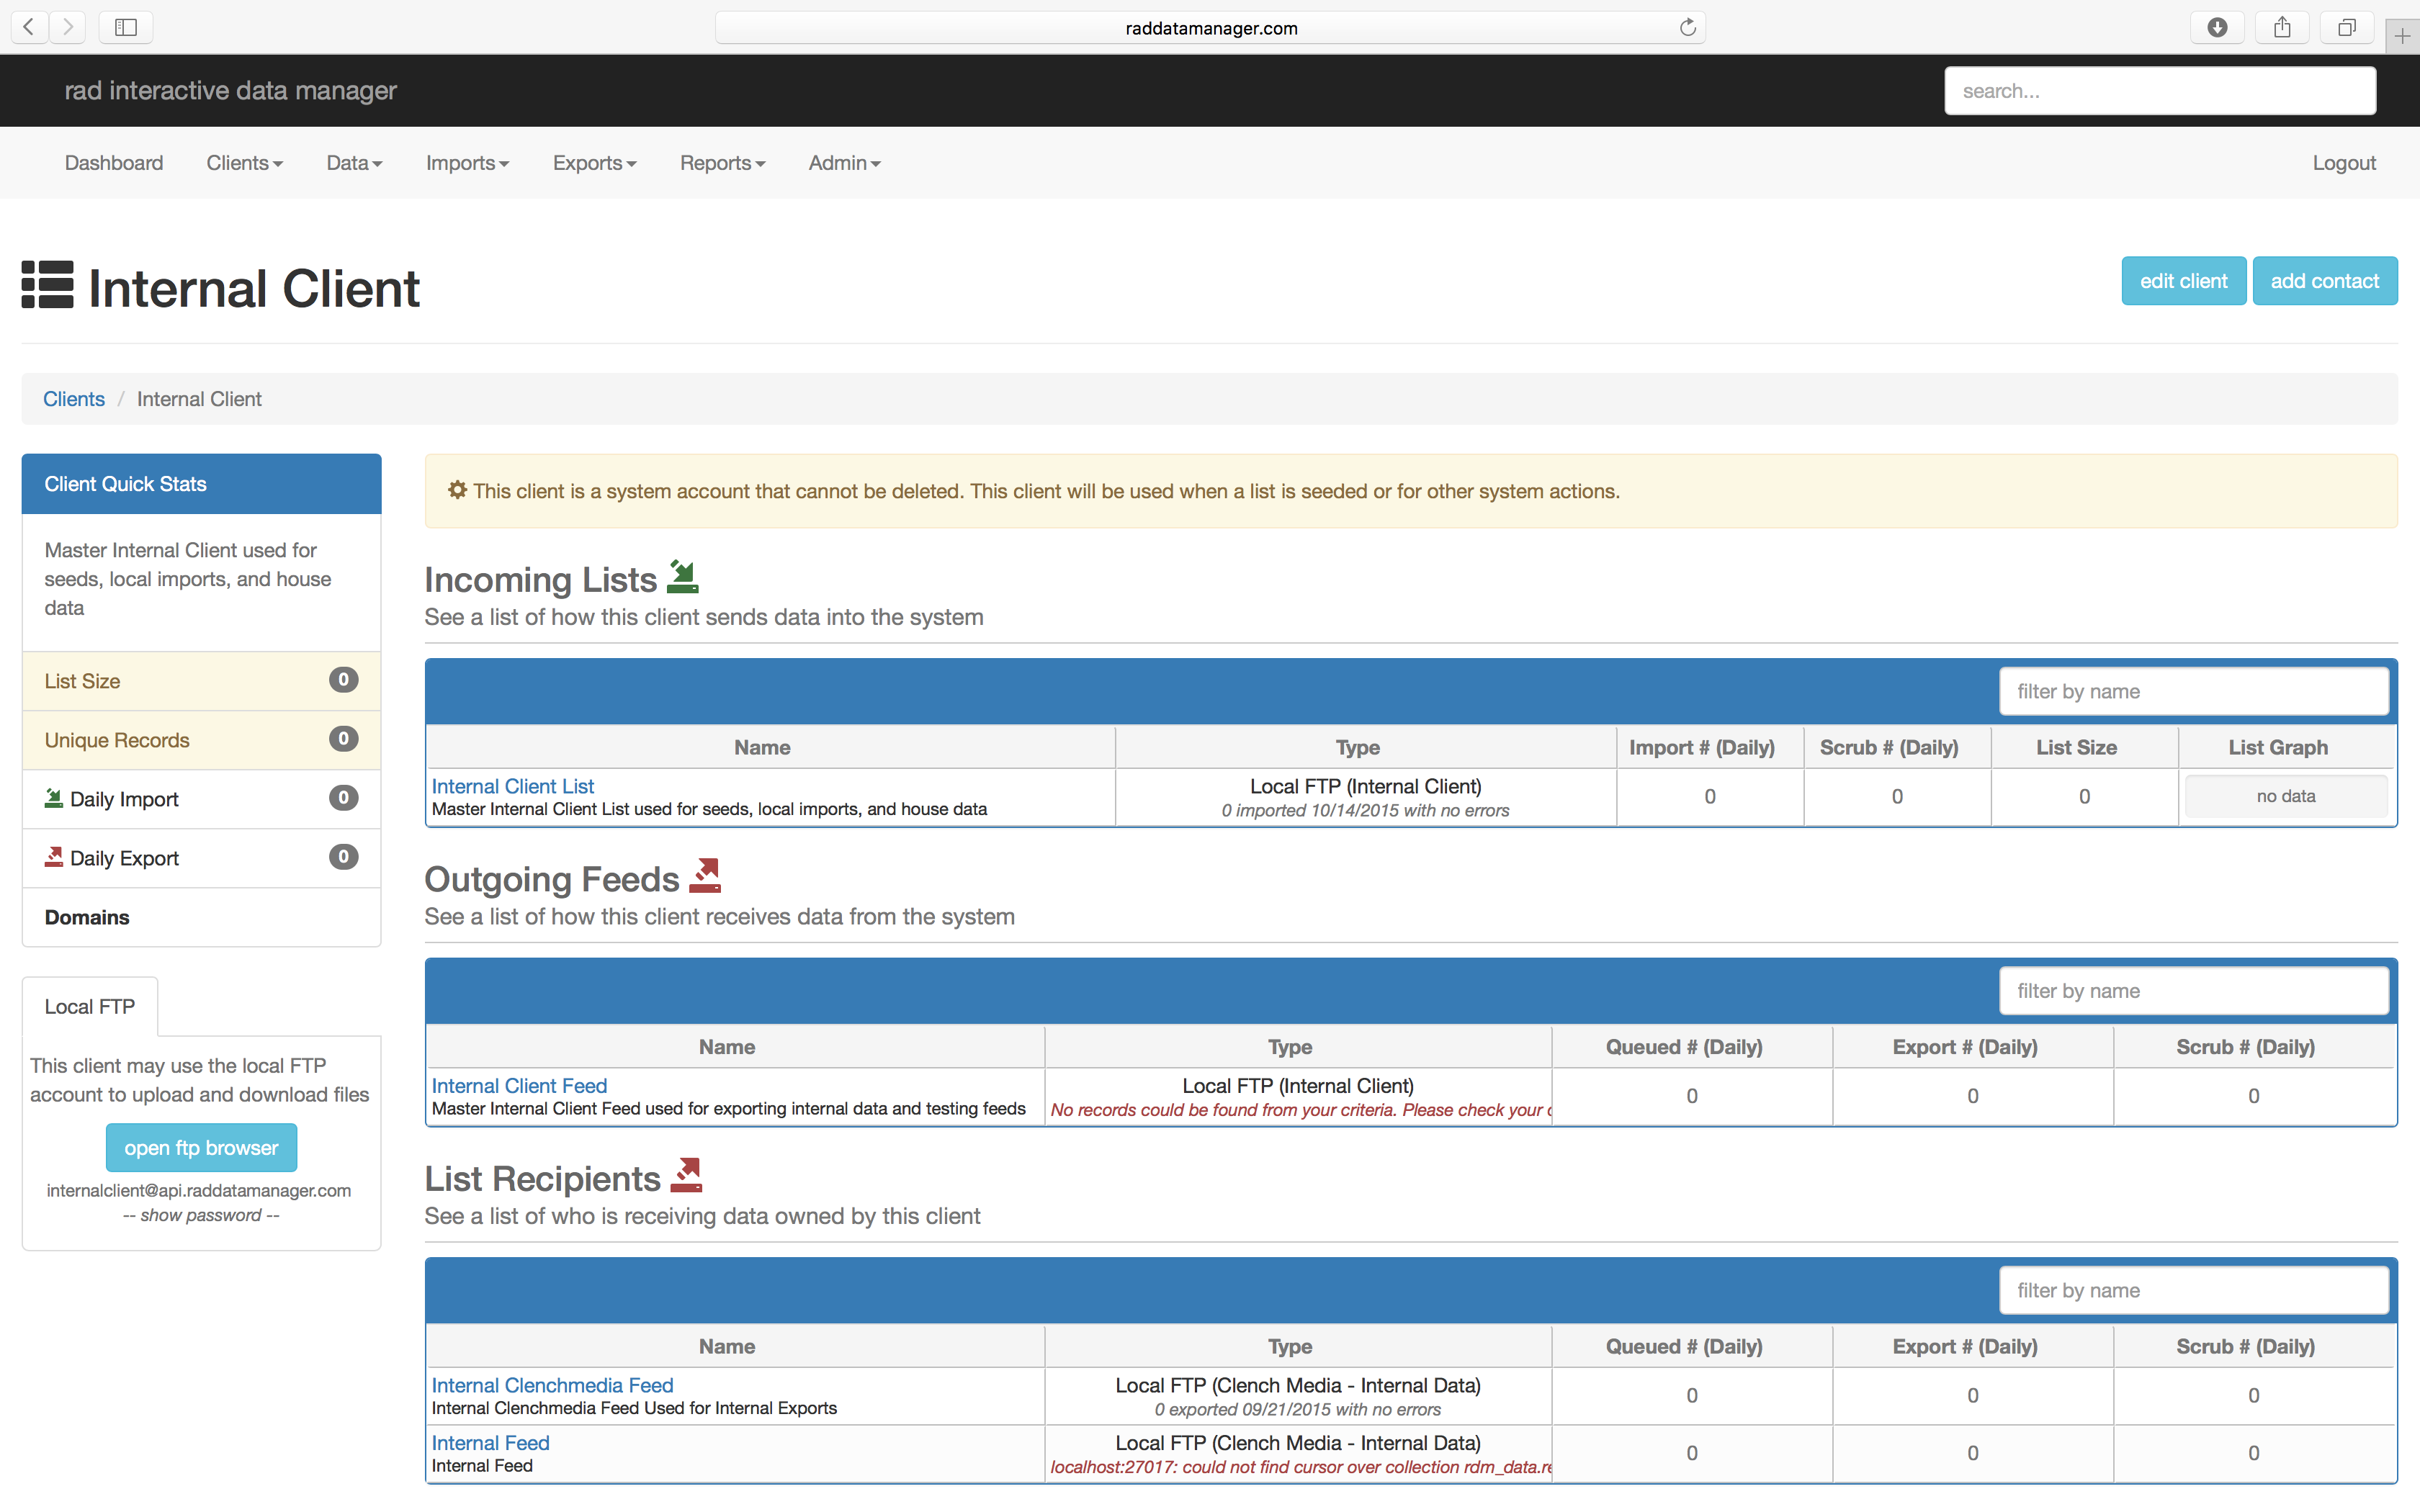 raddatamanager.com
rad interactive data manager
search...
Dashboard Clients Data Imports Exports Reports Admin Logout
Internal Client
edit client add contact
Clients / Internal Client
Client Quick Stats
Master Internal Client used for
seeds, local imports, and house
data
List Size 0
Unique Records 0
Daily Import 0
Daily Export 0
Domains
Local FTP
This client may use the local FTP
account to upload and download files
open ftp browser
internalclient@api.raddatamanager.com
-- show password --
This client is a system account that cannot be deleted. This client will be used when a list is seeded or for other system actions.
Incoming Lists
See a list of how this client sends data into the system
filter by name
Name Type Import # (Daily) Scrub # (Daily) List Size List Graph
Internal Client List Local FTP (Internal Client) 0 0 0 no data
Master Internal Client List used for seeds, local imports, and house data 0 imported 10/14/2015 with no errors
Outgoing Feeds
See a list of how this client receives data from the system
filter by name
Name Type Queued # (Daily) Export # (Daily) Scrub # (Daily)
Internal Client Feed Local FTP (Internal Client) 0 0 0
Master Internal Client Feed used for exporting internal data and testing feeds No records could be found from your criteria. Please check your
List Recipients
See a list of who is receiving data owned by this client
filter by name
Name Type Queued # (Daily) Export # (Daily) Scrub # (Daily)
Internal Clenchmedia Feed Local FTP (Clench Media - Internal Data) 0 0 0
Internal Clenchmedia Feed Used for Internal Exports 0 exported 09/21/2015 with no errors
Internal Feed Local FTP (Clench Media - Internal Data) 0 0 0
Internal Feed localhost:27017: could not find cursor over collection rdm_data.re